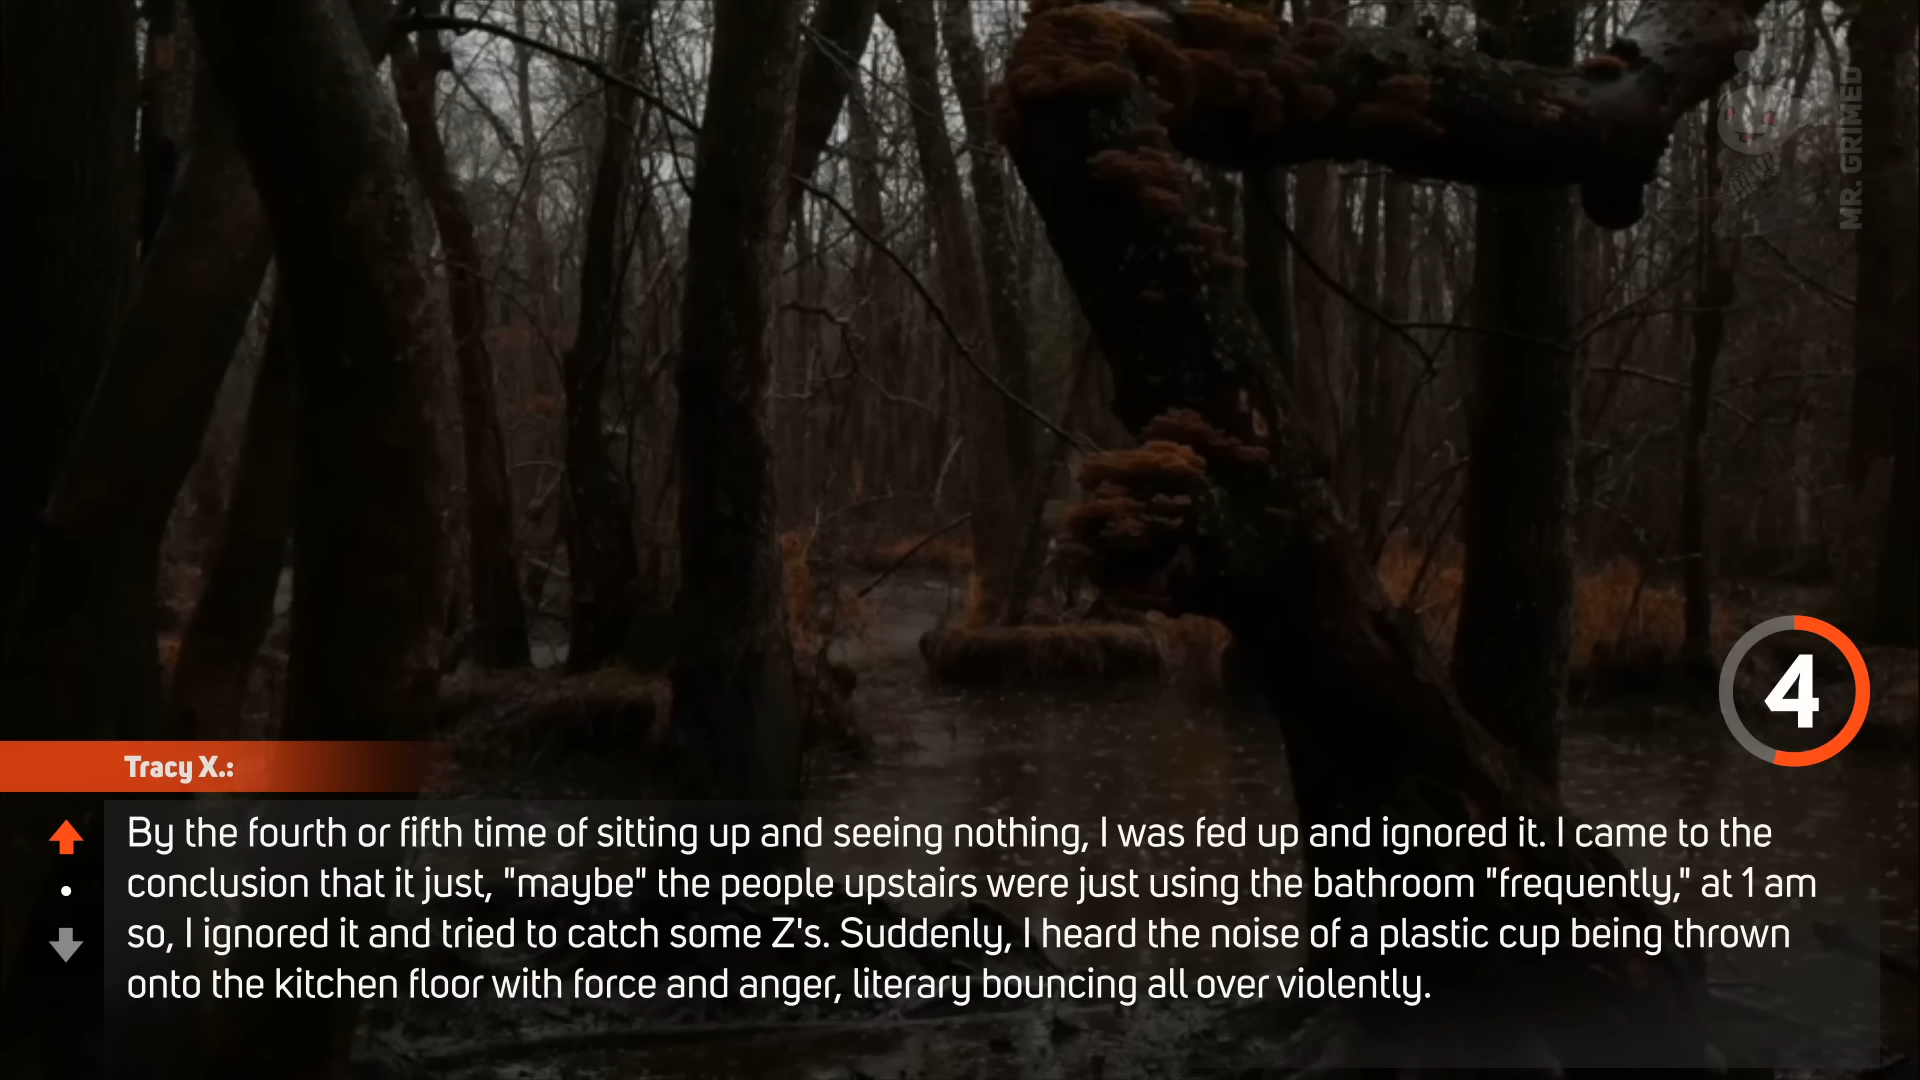 MR. GRIMED
4
Tracy X.:
By the fourth or fifth time of sitting up and seeing nothing, I was fed up and ignored it. I came to the
conclusion that it just, "maybe" the people upstairs were just using the bathroom "frequently," at 1 am
so, I ignored it and tried to catch some Z's. Suddenly, I heard the noise of a plastic cup being thrown
onto the kitchen floor with force and anger, literary bouncing all over violently.